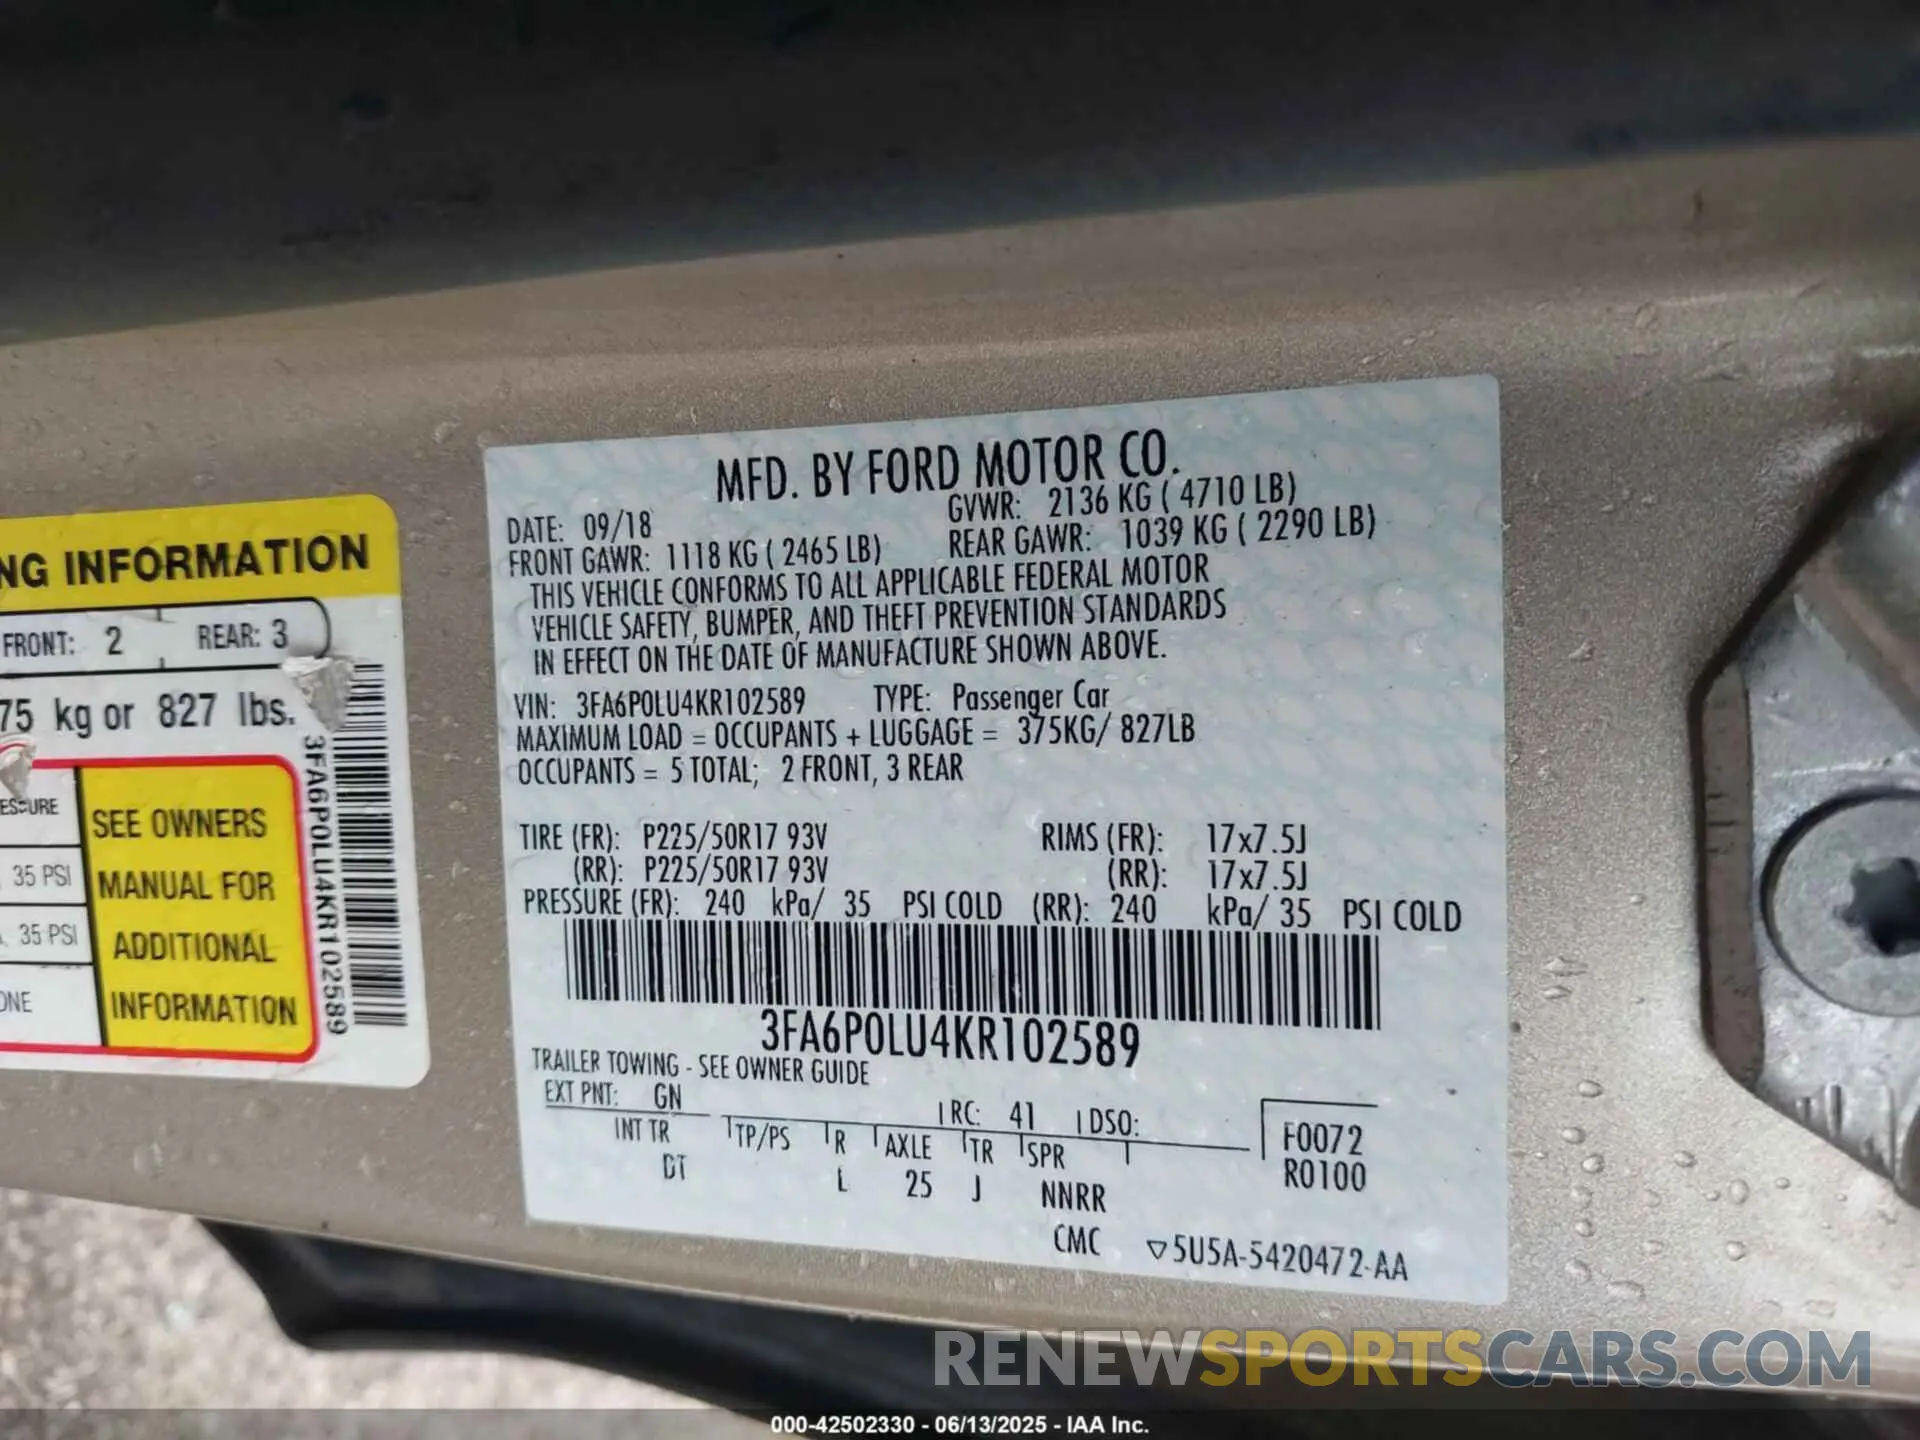 NG INFORMATION
FRONT: 2 REAR: 3
75 kg or 827 lbs.
35 PSI
35 PSI
SEE OWNERS
MANUAL FOR
ADDITIONAL
INFORMATION
3FA6P0LU4KR102589
MFD. BY FORD MOTOR CO.
DATE: 09/18 GVWR: 2136 KG ( 4710 LB)
FRONT GAWR: 1118 KG ( 2465 LB) REAR GAWR: 1039 KG ( 2290 LB)
THIS VEHICLE CONFORMS TO ALL APPLICABLE FEDERAL MOTOR
VEHICLE SAFETY, BUMPER, AND THEFT PREVENTION STANDARDS
IN EFFECT ON THE DATE OF MANUFACTURE SHOWN ABOVE.
VIN: 3FA6P0LU4KR102589 TYPE: Passenger Car
MAXIMUM LOAD = OCCUPANTS + LUGGAGE = 375KG/ 827LB
OCCUPANTS = 5 TOTAL; 2 FRONT, 3 REAR
TIRE (FR): P225/50R17 93V RIMS (FR): 17x7.5J
(RR): P225/50R17 93V (RR): 17x7.5J
PRESSURE (FR): 240 kPa/ 35 PSI COLD (RR): 240 kPa/ 35 PSI COLD
3FA6P0LU4KR102589
TRAILER TOWING - SEE OWNER GUIDE
EXT PNT: GN RC: 41 DSO:
INT TR TP/PS R AXLE TR SPR F0072
DT L 25 J NNRR R0100
CMC ▽5U5A-5420472-AA
RENEWSPORTSCARS.COM
000-42502330 - 06/13/2025 - IAA Inc.